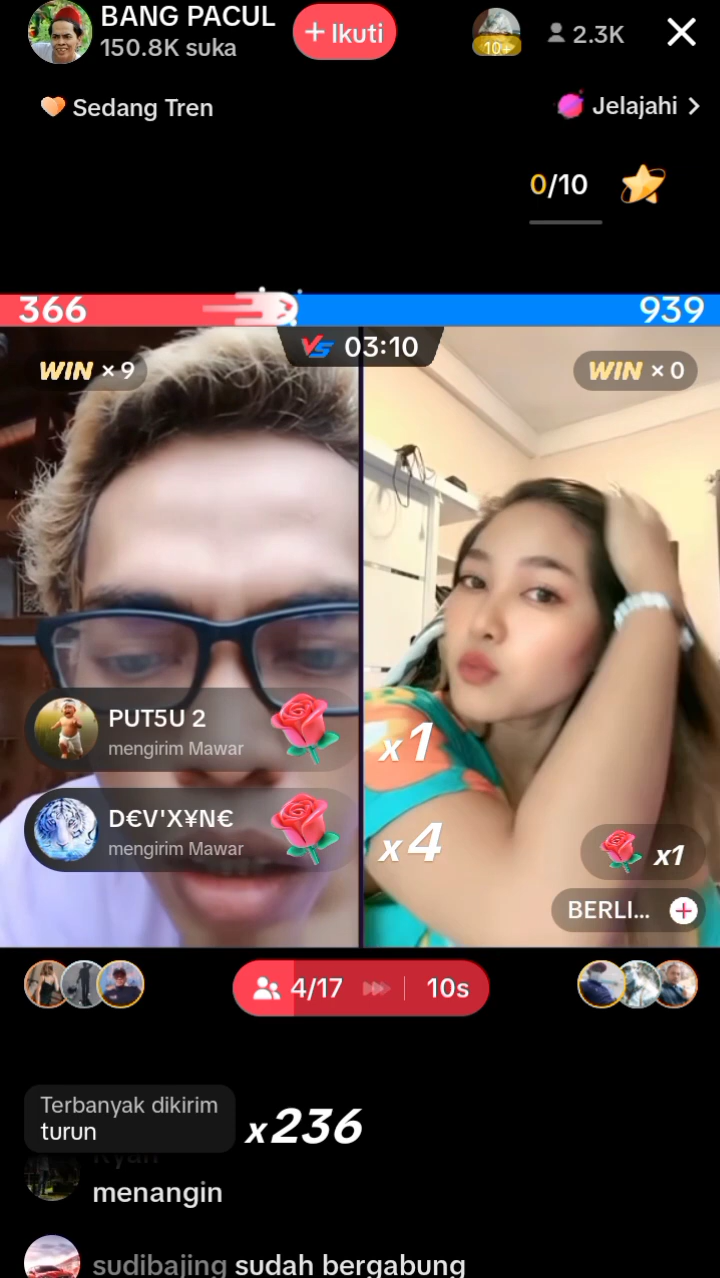 BANG PACUL
150.8K suka
+ Ikuti
10+
2.3K
Sedang Tren
Jelajahi
0/10
366
939
VS 03:10
WIN × 9
WIN × 0
PUT5U 2
mengirim Mawar
x1
D€V'X¥N€
mengirim Mawar
x4
x1
BERLI...
4/17
10s
Terbanyak dikirim
turun
x236
Kyan
menangin
sudibajing sudah bergabung